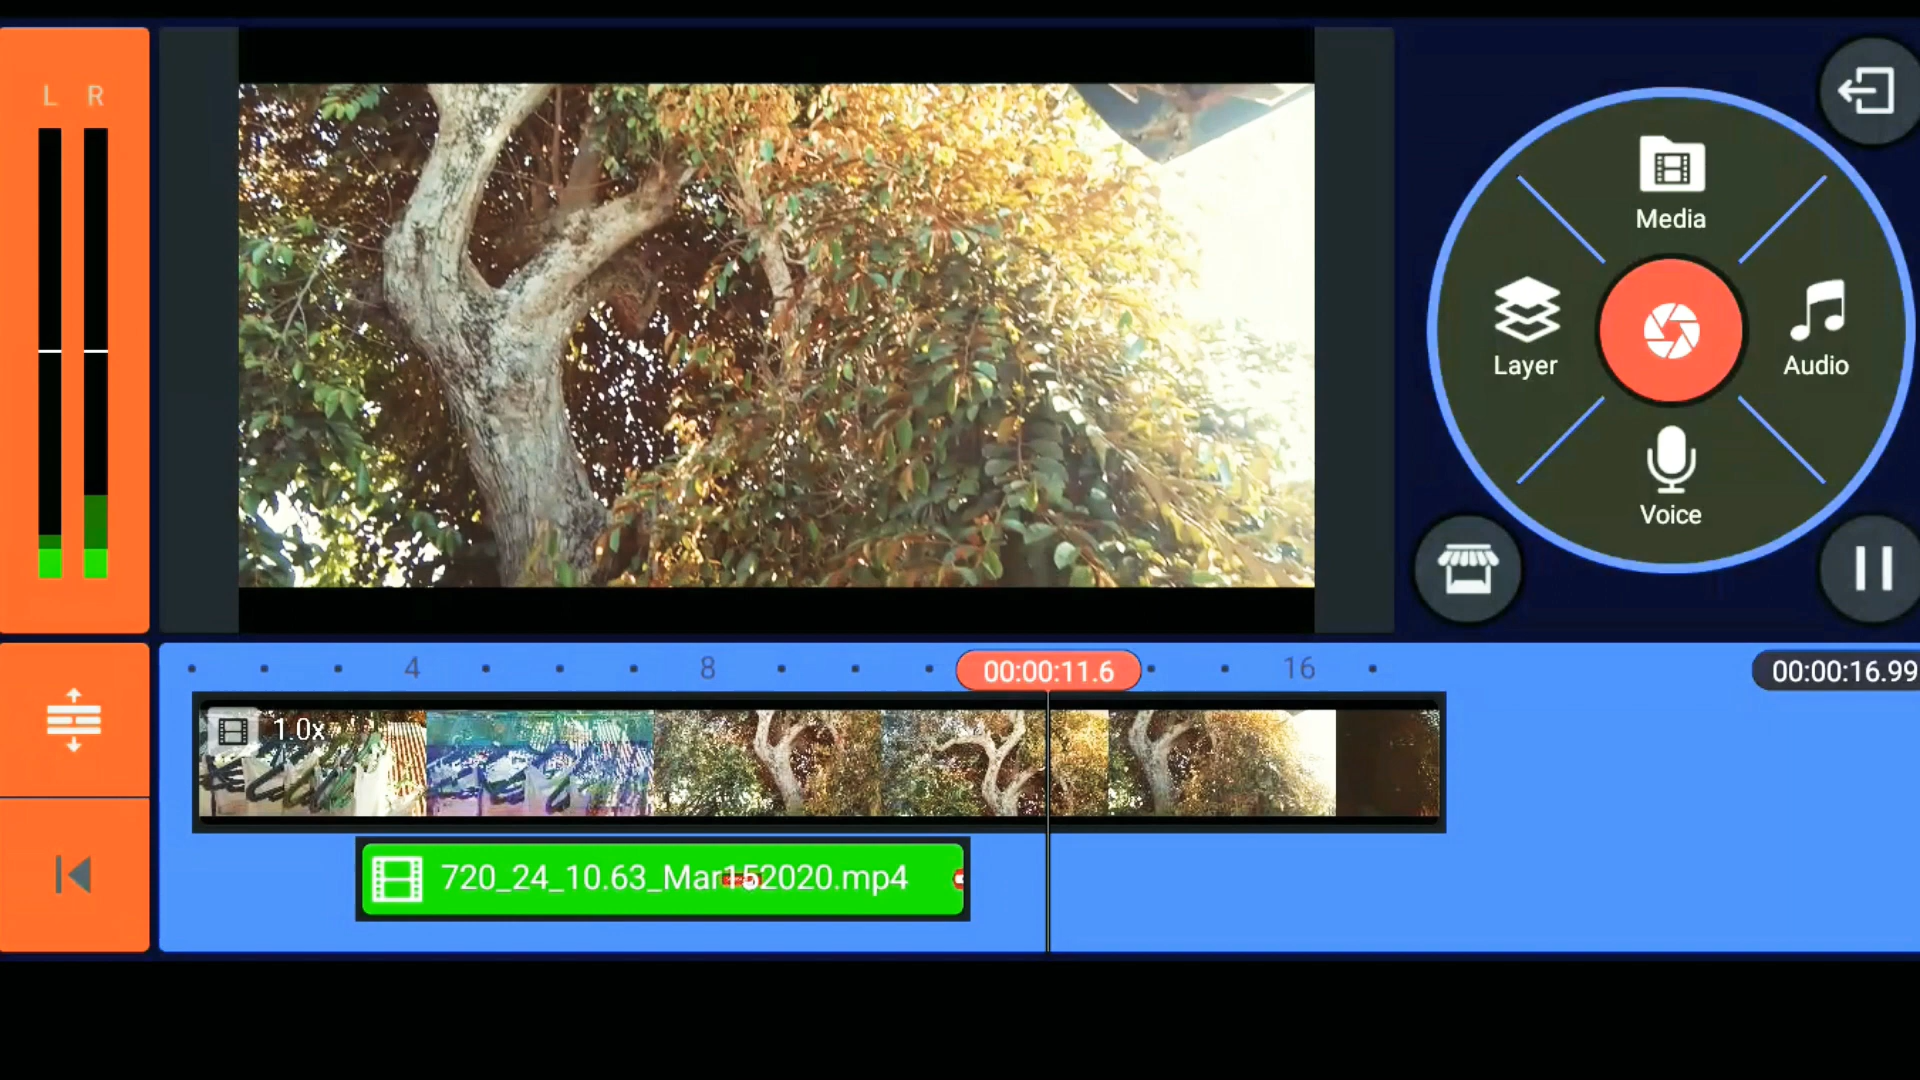 L R
Media
Layer
Audio
Voice
4 8 00:00:11.6 16 00:00:16.99
1.0x
720_24_10.63_Mar152020.mp4